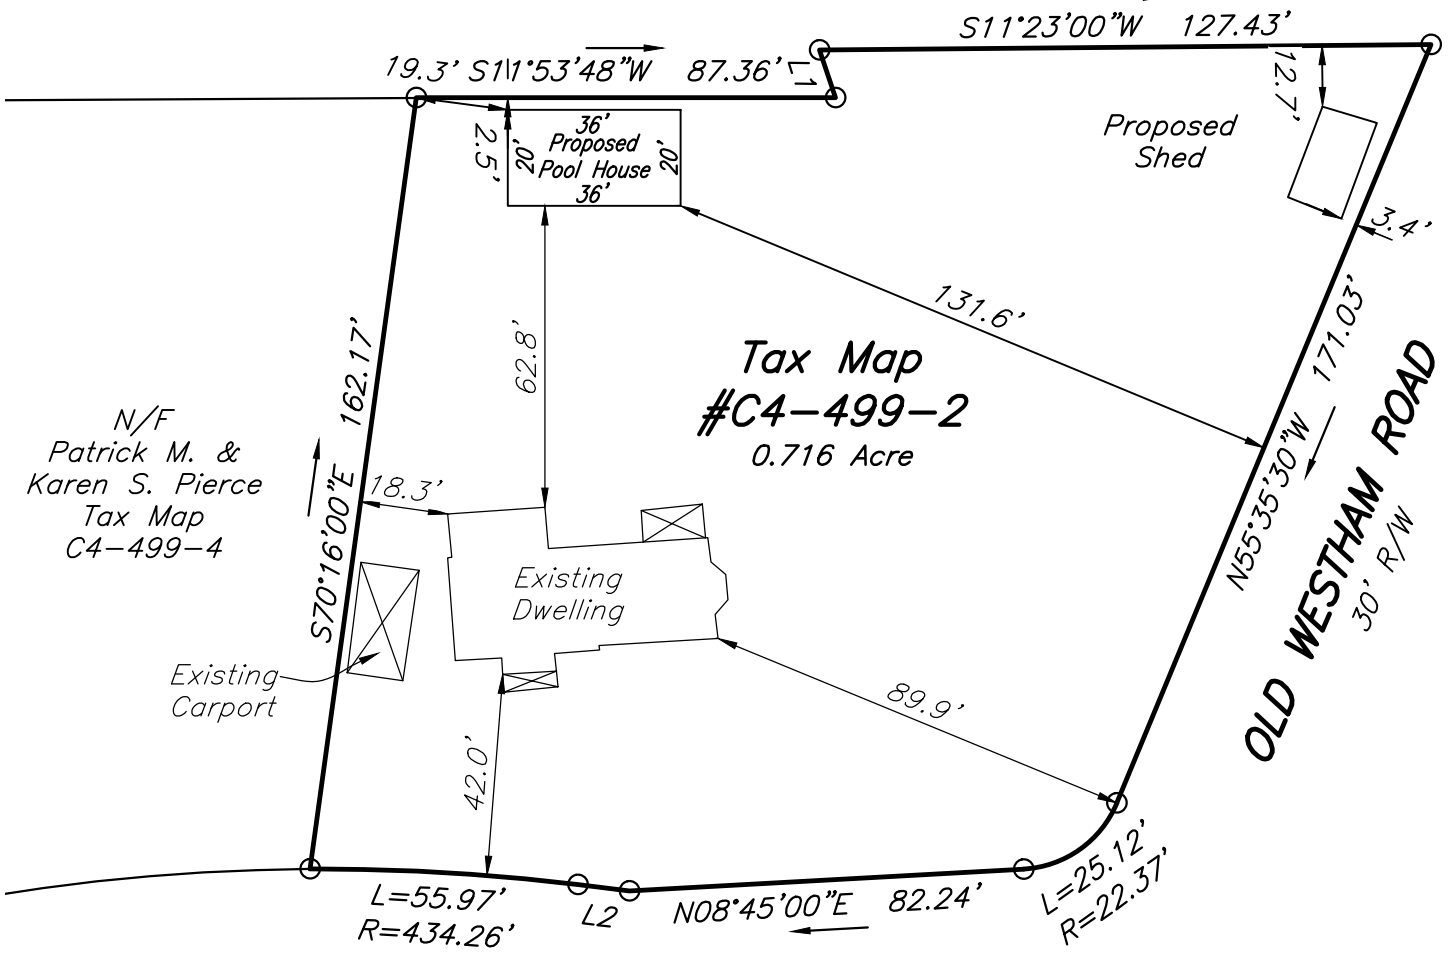 S11°23'00"W 127.43'
19.3' S11°53'48"W 87.36' L1
12.7'
2.5'
36'
20' Proposed 20'
Pool House
36'
Proposed
Shed
3.4'
131.6'
62.8'
171.03'
N55°35'30"W
162.17'
S70°16'00"E
Tax Map
#C4-499-2
0.716 Acre
OLD WESTHAM ROAD
30' R/W
N/F
Patrick M. &
Karen S. Pierce
Tax Map
C4-499-4
18.3'
Existing
Dwelling
Existing
Carport
89.9'
42.0'
L=55.97'
R=434.26'
L2
N08°45'00"E 82.24'
L=25.12'
R=22.37'